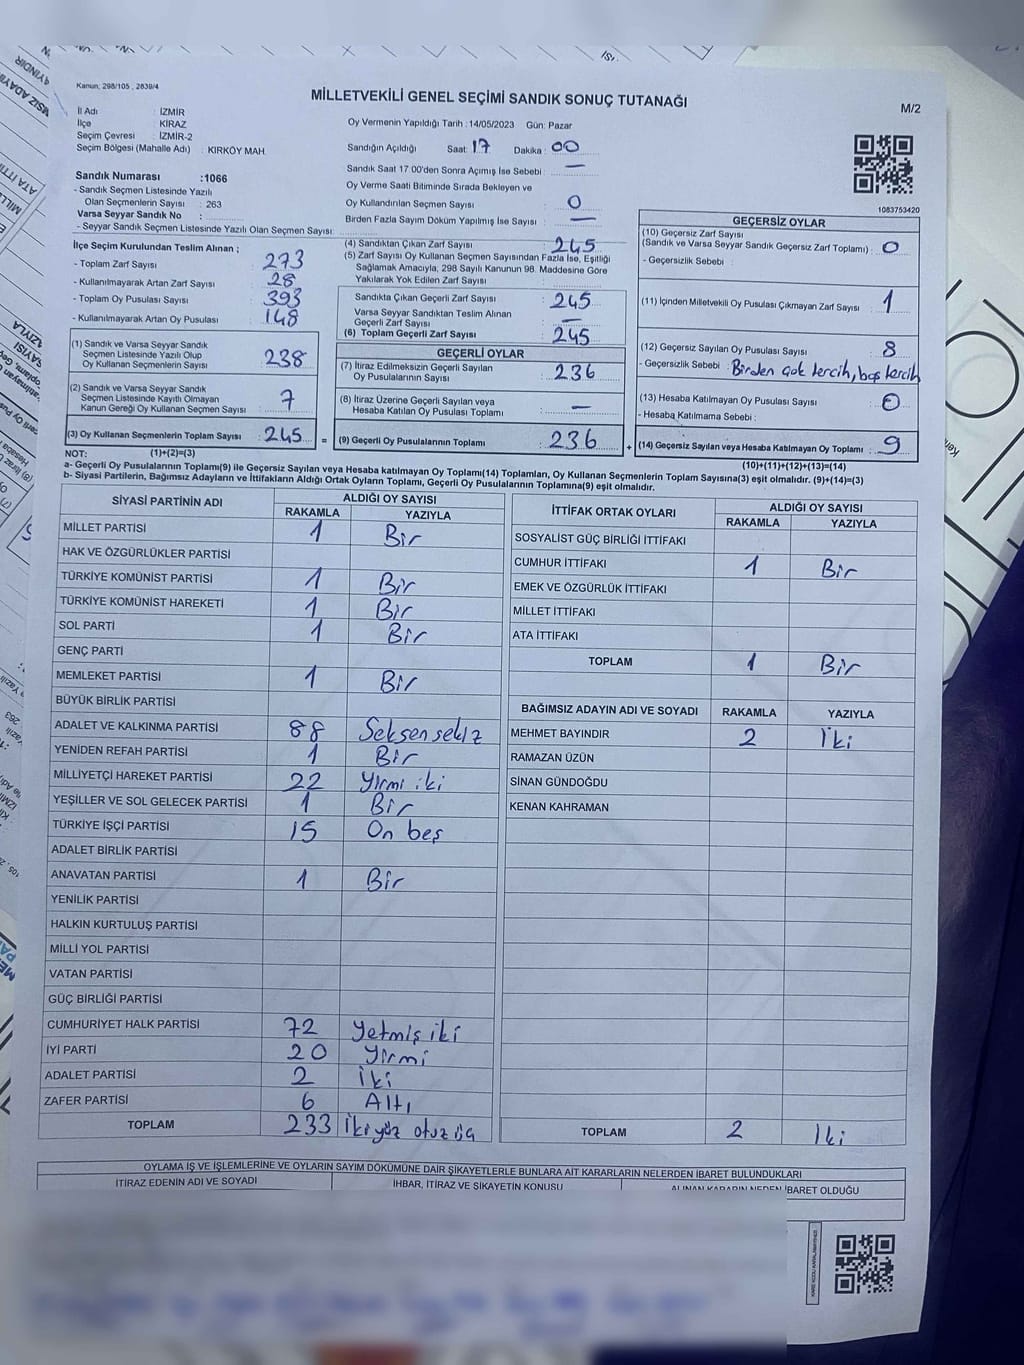 Kanun: 298/105 , 2839/4
MİLLETVEKİLİ GENEL SEÇİMİ SANDIK SONUÇ TUTANAĞI
M/2
İl Adı : İZMİR
İlçe : KİRAZ
Seçim Çevresi : İZMİR-2
Seçim Bölgesi (Mahalle Adı) : KIRKÖY MAH.
Sandık Numarası :1066
- Sandık Seçmen Listesinde Yazılı
Olan Seçmenlerin Sayısı : 263
Varsa Seyyar Sandık No :
- Seyyar Sandık Seçmen Listesinde Yazılı Olan Seçmen Sayısı :
Oy Vermenin Yapıldığı Tarih : 14/05/2023 Gün: Pazar
Sandığın Açıldığı Saat: 17 Dakika : 00
Sandık Saat 17 00'den Sonra Açımış İse Sebebi : —
Oy Verme Saati Bitiminde Sırada Bekleyen ve
Oy Kullandırılan Seçmen Sayısı : 0
Birden Fazla Sayım Döküm Yapılmış İse Sayısı : —
1083753420
İlçe Seçim Kurulundan Teslim Alınan ;
- Toplam Zarf Sayısı : 273
- Kullanılmayarak Artan Zarf Sayısı : 28
- Toplam Oy Pusulası Sayısı : 393
- Kullanılmayarak Artan Oy Pusulası : 148
(1) Sandık ve Varsa Seyyar Sandık
Seçmen Listesinde Yazılı Olup
Oy Kullanan Seçmenlerin Sayısı : 238
(2) Sandık ve Varsa Seyyar Sandık
Seçmen Listesinde Kayıtlı Olmayan
Kanun Gereği Oy Kullanan Seçmen Sayısı : 7
(3) Oy Kullanan Seçmenlerin Toplam Sayısı : 245 =
(4) Sandıktan Çıkan Zarf Sayısı : 245
(5) Zarf Sayısı Oy Kullanan Seçmen Sayısından Fazla İse, Eşitliği
Sağlamak Amacıyla, 298 Sayılı Kanunun 98. Maddesine Göre
Yakılarak Yok Edilen Zarf Sayısı :
Sandıkta Çıkan Geçerli Zarf Sayısı : 245
Varsa Seyyar Sandıktan Teslim Alınan
Geçerli Zarf Sayısı : —
(6) Toplam Geçerli Zarf Sayısı : 245
GEÇERLİ OYLAR
(7) İtiraz Edilmeksizin Geçerli Sayılan
Oy Pusulalarının Sayısı : 236
(8) İtiraz Üzerine Geçerli Sayılan veya
Hesaba Katılan Oy Pusulası Toplamı : —
(9) Geçerli Oy Pusulalarının Toplamı : 236 +
GEÇERSİZ OYLAR
(10) Geçersiz Zarf Sayısı
(Sandık ve Varsa Seyyar Sandık Geçersiz Zarf Toplamı) : 0
- Geçersizlik Sebebi :
(11) İçinden Milletvekili Oy Pusulası Çıkmayan Zarf Sayısı : 1
(12) Geçersiz Sayılan Oy Pusulası Sayısı : 8
- Geçersizlik Sebebi : Birden çok tercih, boş tercih
(13) Hesaba Katılmayan Oy Pusulası Sayısı : 0
- Hesaba Katılmama Sebebi :
(14) Geçersiz Sayılan veya Hesaba Katılmayan Oy Toplamı : 9
NOT: (1)+(2)=(3)
(10)+(11)+(12)+(13)=(14)
a- Geçerli Oy Pusulalarının Toplamı(9) ile Geçersiz Sayılan veya Hesaba katılmayan Oy Toplamı(14) Toplamları, Oy Kullanan Seçmenlerin Toplam Sayısına(3) eşit olmalıdır. (9)+(14)=(3)
b- Siyasi Partilerin, Bağımsız Adayların ve İttifakların Aldığı Ortak Oyların Toplamı, Geçerli Oy Pusulalarının Toplamına(9) eşit olmalıdır.
SİYASİ PARTİNİN ADI ALDIĞI OY SAYISI
RAKAMLA YAZIYLA
MİLLET PARTİSİ 1 Bir
HAK VE ÖZGÜRLÜKLER PARTİSİ
TÜRKİYE KOMÜNİST PARTİSİ 1 Bir
TÜRKİYE KOMÜNİST HAREKETİ 1 Bir
SOL PARTİ 1 Bir
GENÇ PARTİ
MEMLEKET PARTİSİ 1 Bir
BÜYÜK BİRLİK PARTİSİ
ADALET VE KALKINMA PARTİSİ 88 Seksen sekiz
YENİDEN REFAH PARTİSİ 1 Bir
MİLLİYETÇİ HAREKET PARTİSİ 22 Yirmi iki
YEŞİLLER VE SOL GELECEK PARTİSİ 1 Bir
TÜRKİYE İŞÇİ PARTİSİ 15 On beş
ADALET BİRLİK PARTİSİ
ANAVATAN PARTİSİ 1 Bir
YENİLİK PARTİSİ
HALKIN KURTULUŞ PARTİSİ
MİLLİ YOL PARTİSİ
VATAN PARTİSİ
GÜÇ BİRLİĞİ PARTİSİ
CUMHURİYET HALK PARTİSİ 72 Yetmiş iki
İYİ PARTİ 20 Yirmi
ADALET PARTİSİ 2 İki
ZAFER PARTİSİ 6 Altı
TOPLAM 233 İkiyüz otuz üç
İTTİFAK ORTAK OYLARI ALDIĞI OY SAYISI
RAKAMLA YAZIYLA
SOSYALİST GÜÇ BİRLİĞİ İTTİFAKI
CUMHUR İTTİFAKI 1 Bir
EMEK VE ÖZGÜRLÜK İTTİFAKI
MİLLET İTTİFAKI
ATA İTTİFAKI
TOPLAM 1 Bir
BAĞIMSIZ ADAYIN ADI VE SOYADI RAKAMLA YAZIYLA
MEHMET BAYINDIR 2 İki
RAMAZAN ÜZÜN
SİNAN GÜNDOĞDU
KENAN KAHRAMAN
TOPLAM 2 İki
OYLAMA İŞ VE İŞLEMLERİNE VE OYLARIN SAYIM DÖKÜMÜNE DAİR ŞİKAYETLERLE BUNLARA AİT KARARLARIN NELERDEN İBARET BULUNDUKLARI
İTİRAZ EDENİN ADI VE SOYADI İHBAR, İTİRAZ VE ŞİKAYETİN KONUSU ALINAN KARARIN NEDEN İBARET OLDUĞU